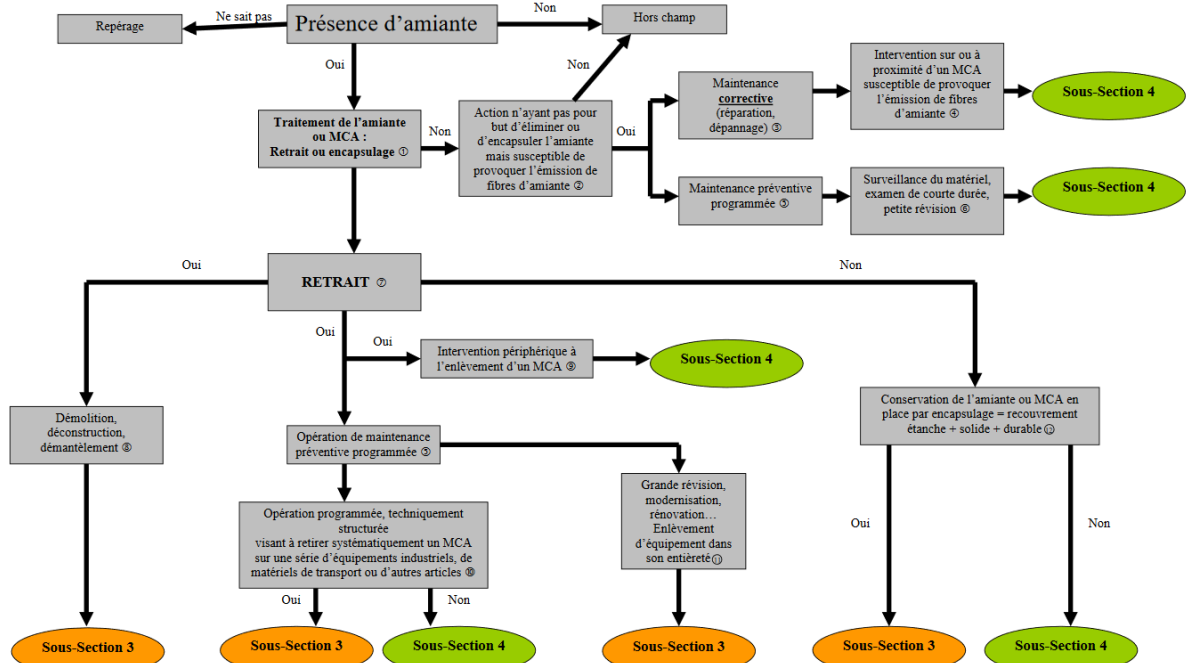 Repérage
Ne sait pas
Présence d'amiante
Non
Hors champ
Oui
Non
Traitement de l'amiante
ou MCA :
Retrait ou encapsulage ①
Non
Action n'ayant pas pour
but d'éliminer ou
d'encapsuler l'amiante
mais susceptible de
provoquer l'émission de
fibres d'amiante ②
Oui
Maintenance
corrective
(réparation,
dépannage) ③
Intervention sur ou à
proximité d'un MCA
susceptible de provoquer
l'émission de fibres
d'amiante ④
Sous-Section 4
Maintenance préventive
programmée ⑤
Surveillance du matériel,
examen de courte durée,
petite révision ⑥
Sous-Section 4
Oui
RETRAIT ⑦
Non
Oui
Oui
Intervention périphérique à
l'enlèvement d'un MCA ⑨
Sous-Section 4
Démolition,
déconstruction,
démantèlement ⑧
Opération de maintenance
préventive programmée ⑤
Conservation de l'amiante ou MCA en
place par encapsulage = recouvrement
étanche + solide + durable ⑫
Opération programmée, techniquement
structurée
visant à retirer systématiquement un MCA
sur une série d'équipements industriels, de
matériels de transport ou d'autres articles ⑩
Grande révision,
modernisation,
rénovation…
Enlèvement
d'équipement dans
son entièreté ⑪
Oui
Non
Oui
Non
Sous-Section 3
Sous-Section 3
Sous-Section 4
Sous-Section 3
Sous-Section 3
Sous-Section 4